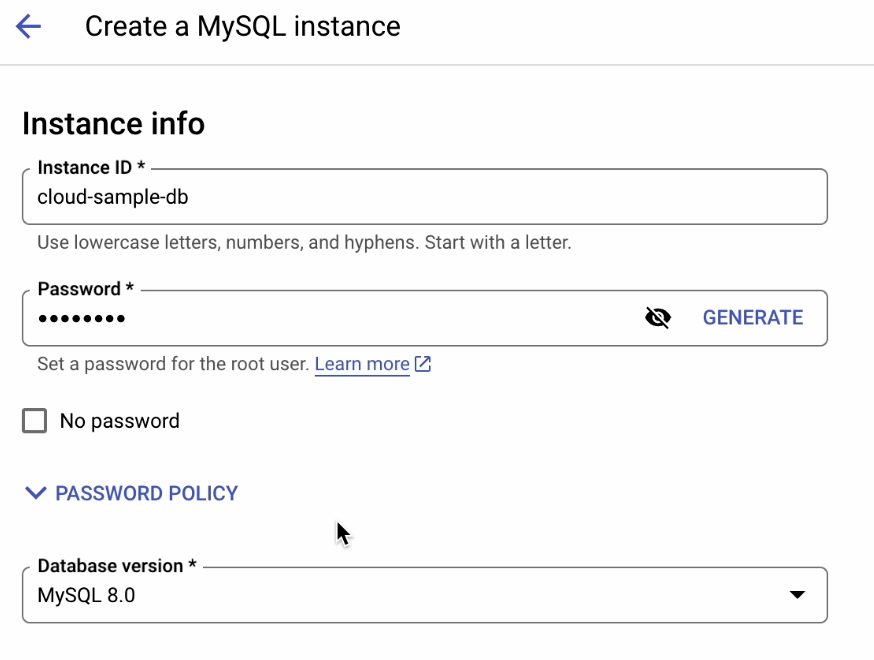 Create a MySQL instance
Instance info
Instance ID *
cloud-sample-db
Use lowercase letters, numbers, and hyphens. Start with a letter.
Password *
••••••••
GENERATE
Set a password for the root user. Learn more
No password
PASSWORD POLICY
Database version *
MySQL 8.0